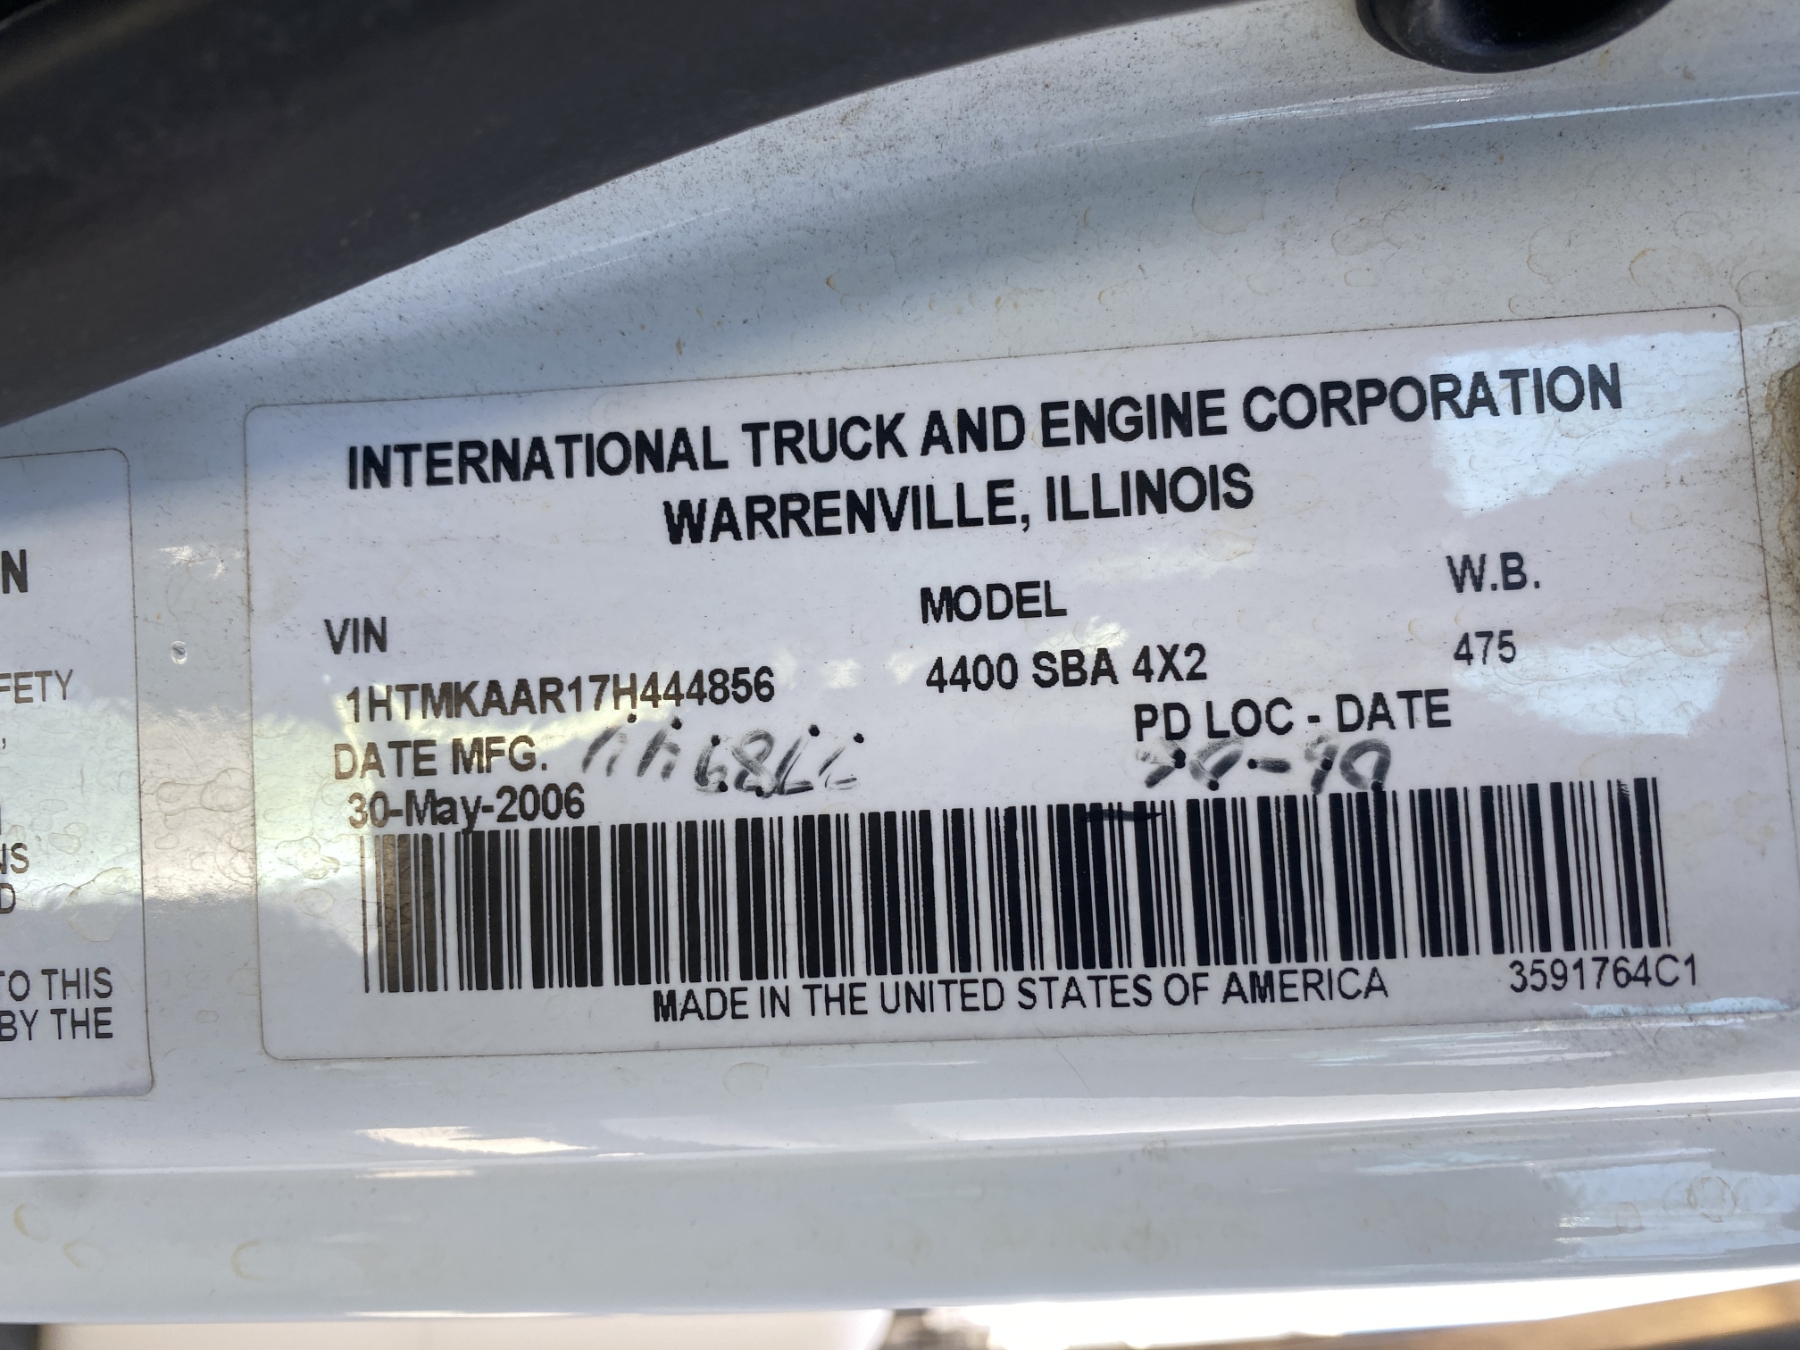 INTERNATIONAL TRUCK AND ENGINE CORPORATION
WARRENVILLE, ILLINOIS
VIN MODEL W.B.
1HTMKAAR17H444856 4400 SBA 4X2 475
DATE MFG. PD LOC - DATE
30-May-2006
MADE IN THE UNITED STATES OF AMERICA 3591764C1
N
FETY
NS
D
TO THIS
BY THE